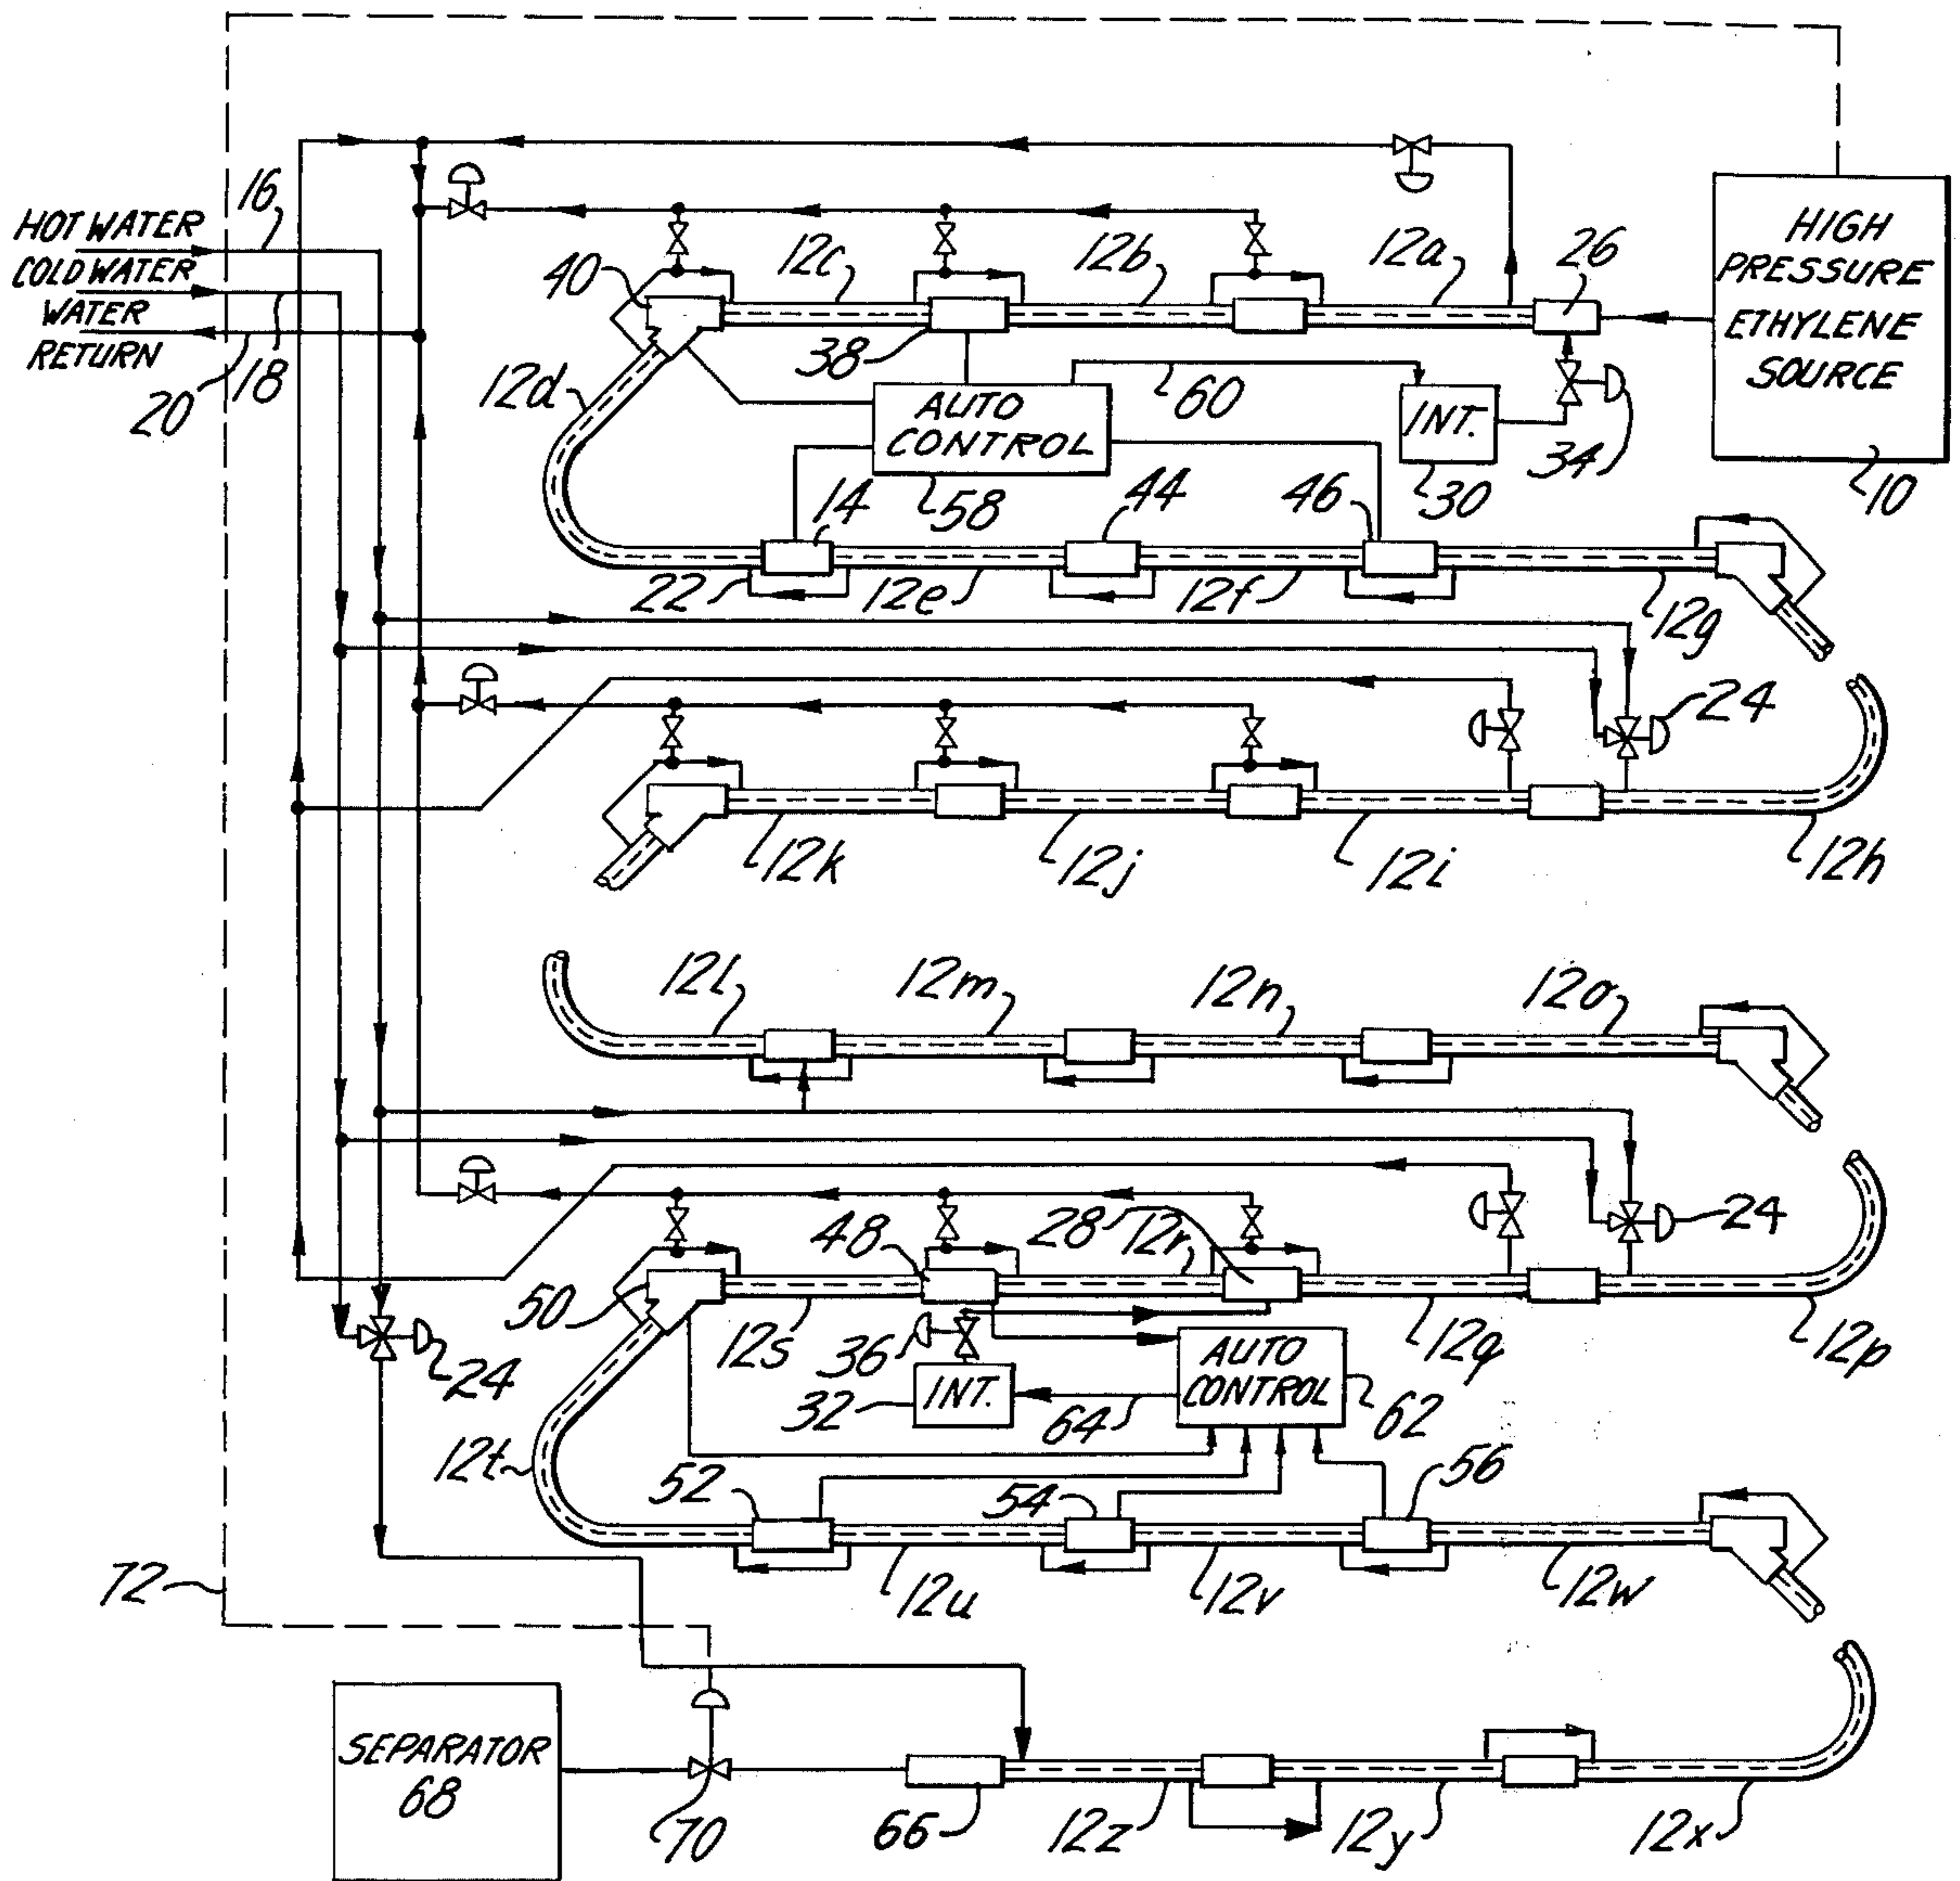 16
HOT WATER
COLD WATER
WATER
RETURN
20
18
40
12c
12b
12a
26
HIGH
PRESSURE
ETHYLENE
SOURCE
10
38
60
12d
AUTO
CONTROL
58
INT.
30
34
14
44
46
22
12e
12f
12g
24
12k
12j
12i
12h
12l
12m
12n
12o
48
28
12r
24
50
12s
36
12q
12p
24
AUTO
CONTROL
62
INT.
32
64
12t
52
54
56
72
12u
12v
12w
SEPARATOR
68
70
66
12z
12y
12x